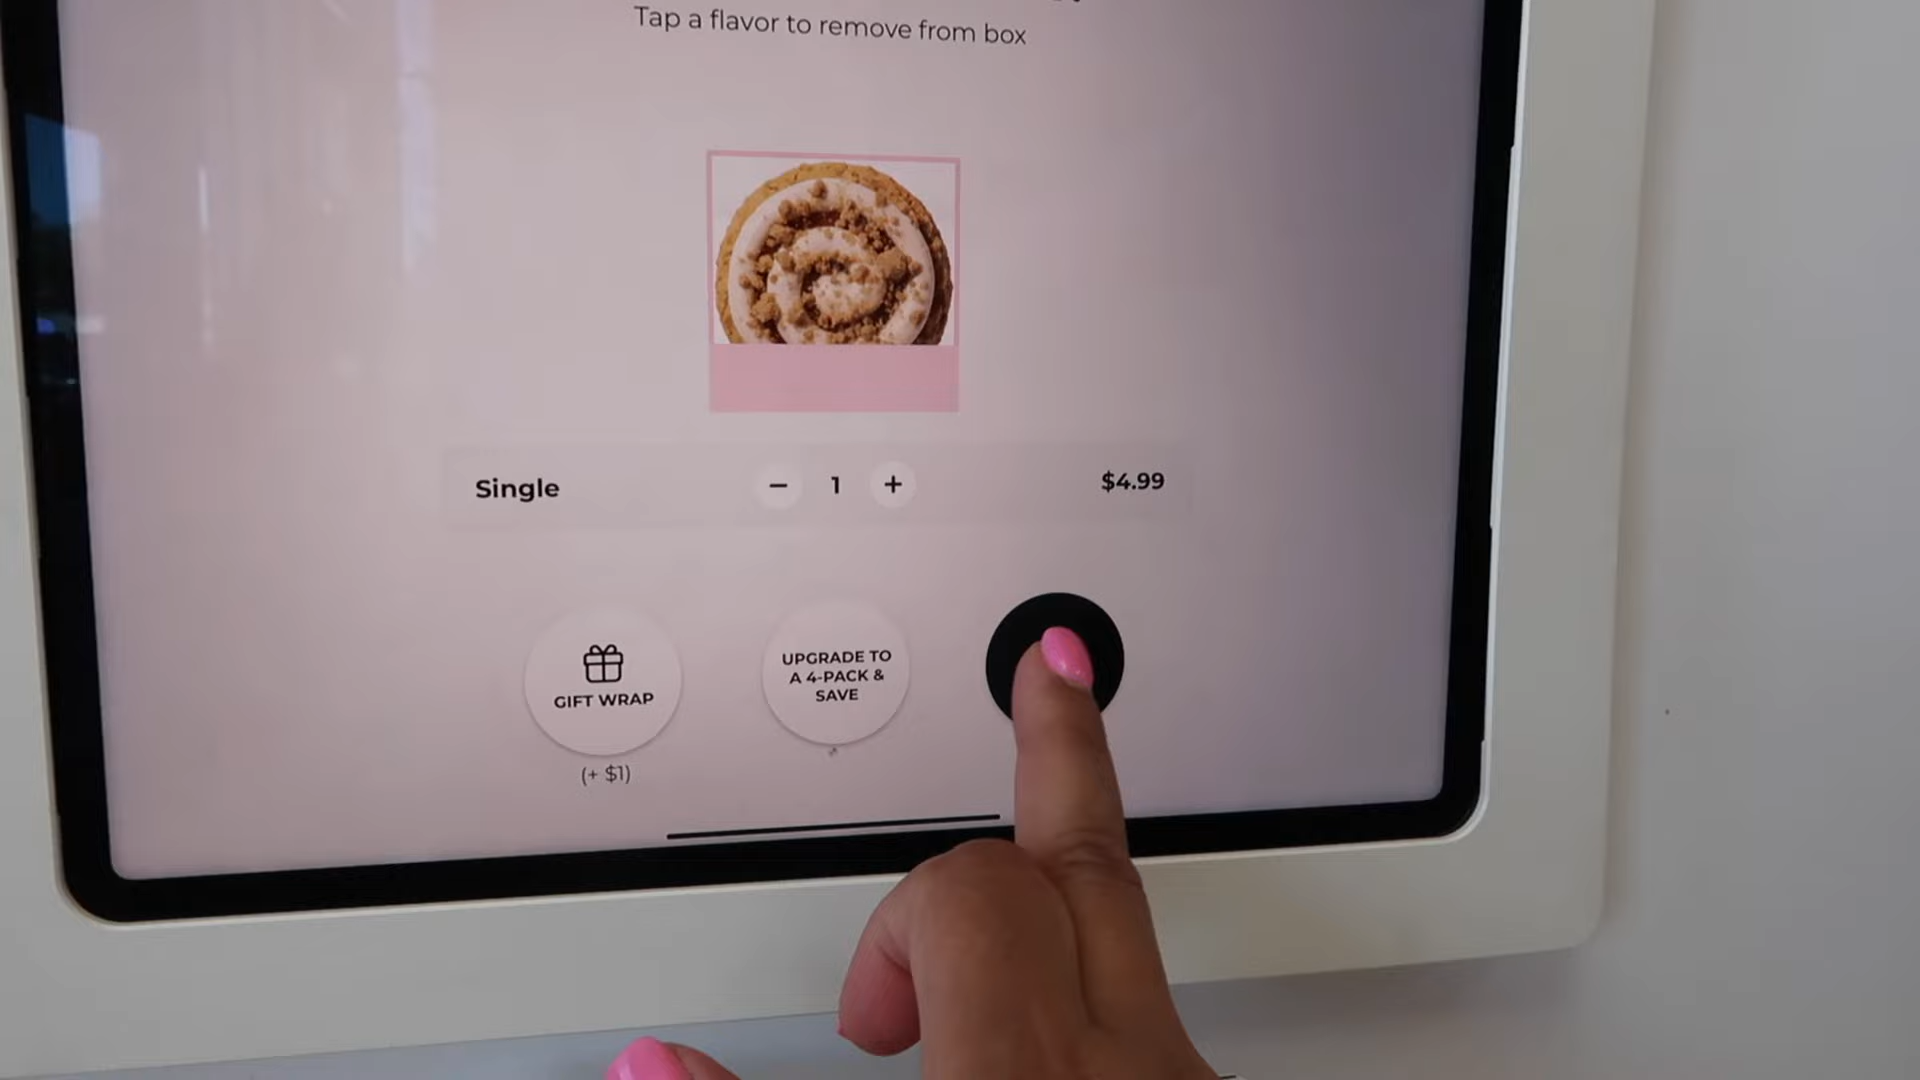 Tap a flavor to remove from box
Single
− 1 +
$4.99
GIFT WRAP
(+ $1)
UPGRADE TO
A 4-PACK &
SAVE